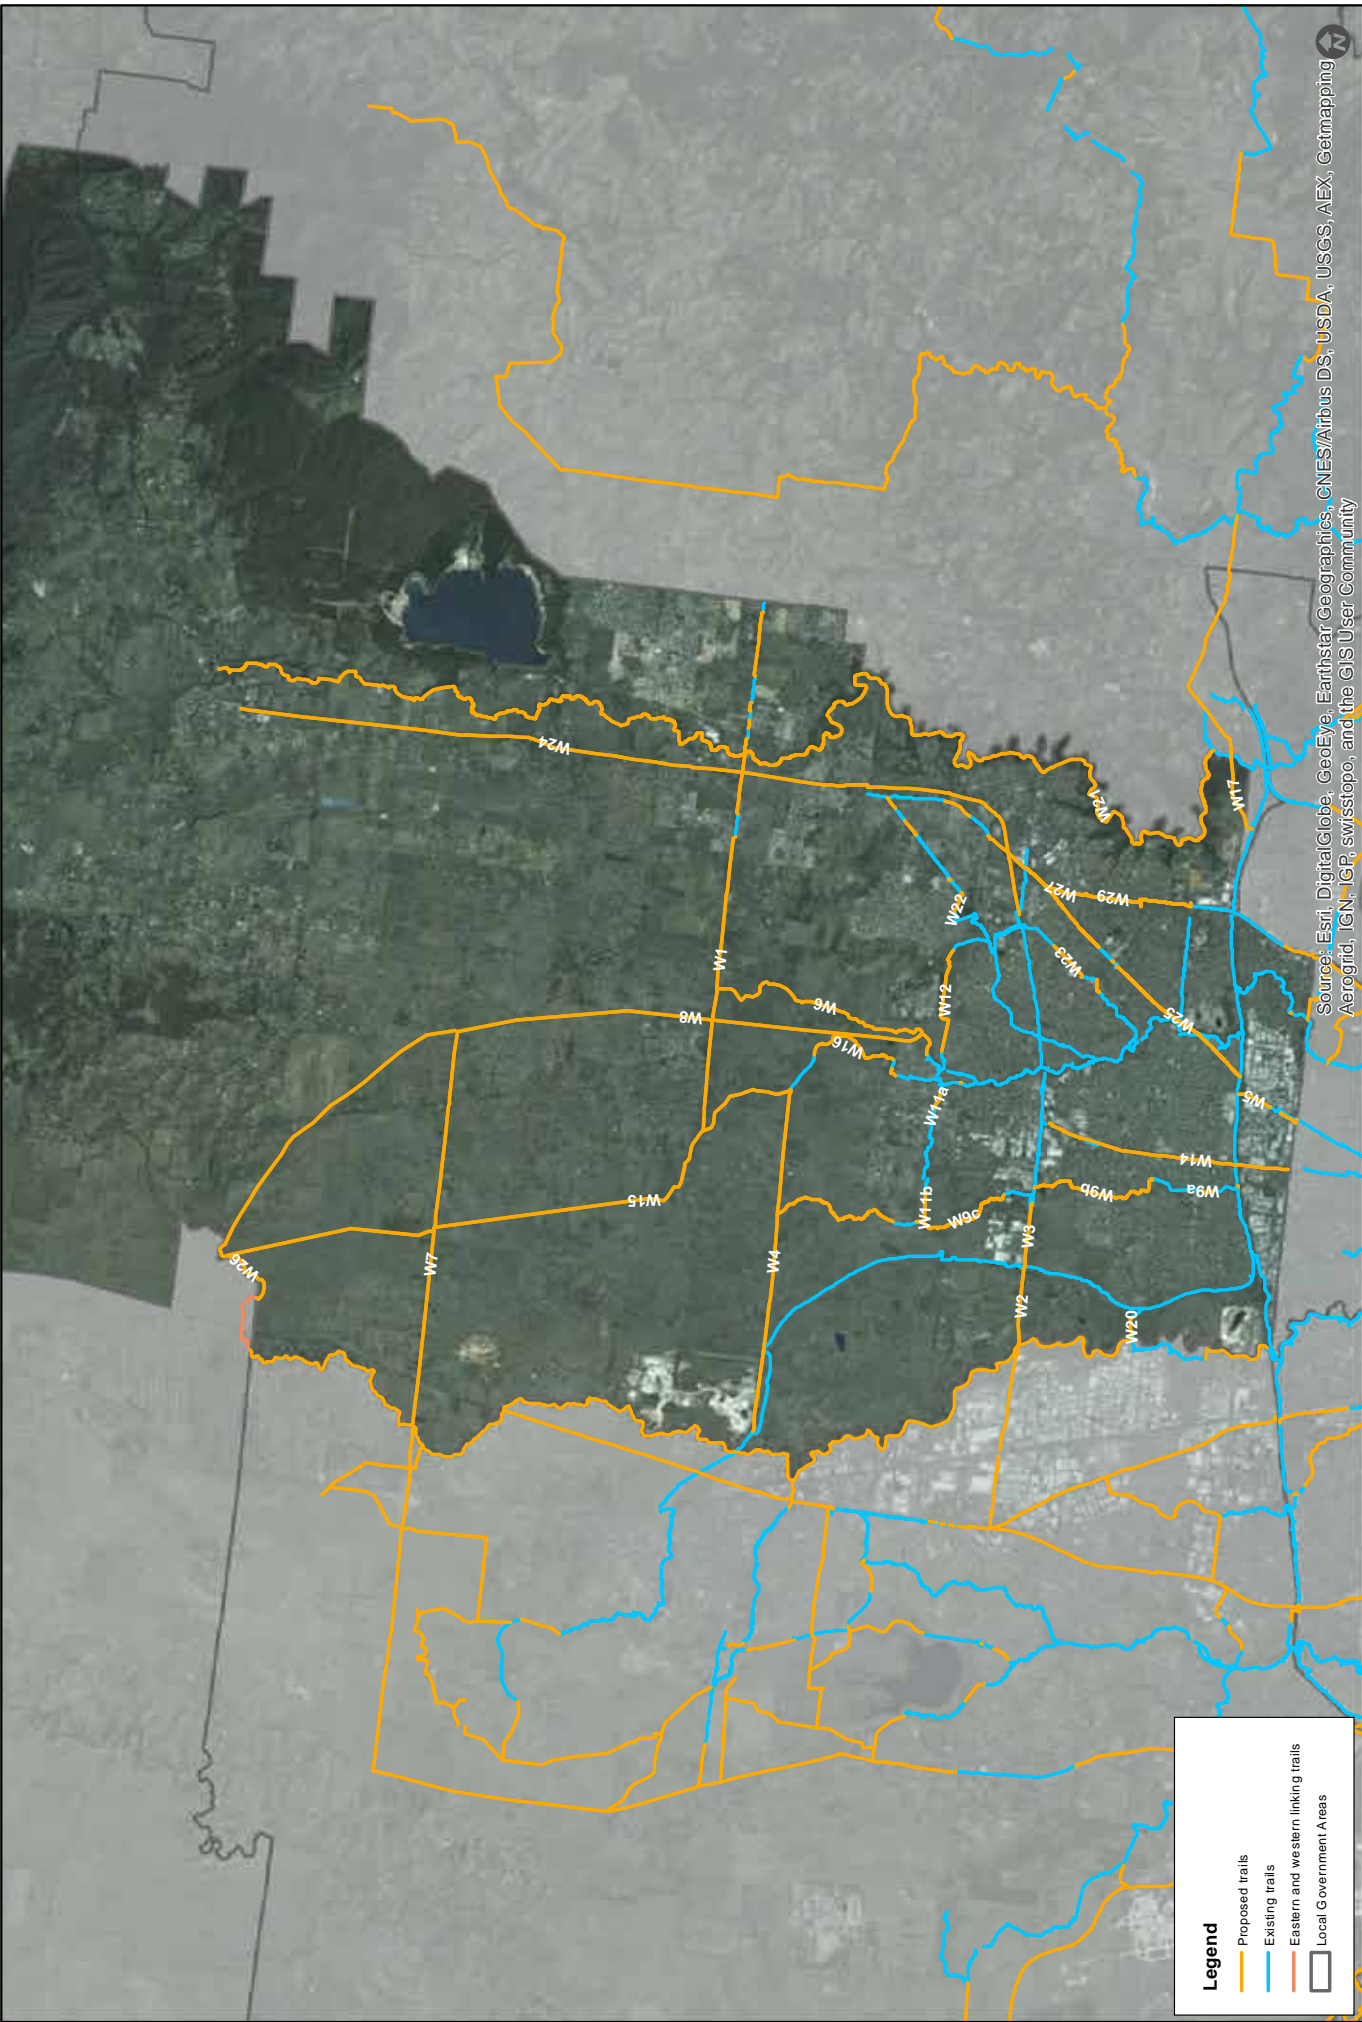 W26
W7
W24
W15
W8
W1
W4
W6
W16
W11b
W11a
W12
W22
W9c
W2
W3
W27
W23
W9b
W21
W29
W20
W25
W14
W9a
W17
W5
Legend
Proposed trails
Existing trails
Eastern and western linking trails
Local Government Areas
Source: Esri, DigitalGlobe, GeoEye, Earthstar Geographics, CNES/Airbus DS, USDA, USGS, AEX, Getmapping,
Aerogrid, IGN, IGP, swisstopo, and the GIS User Community
N